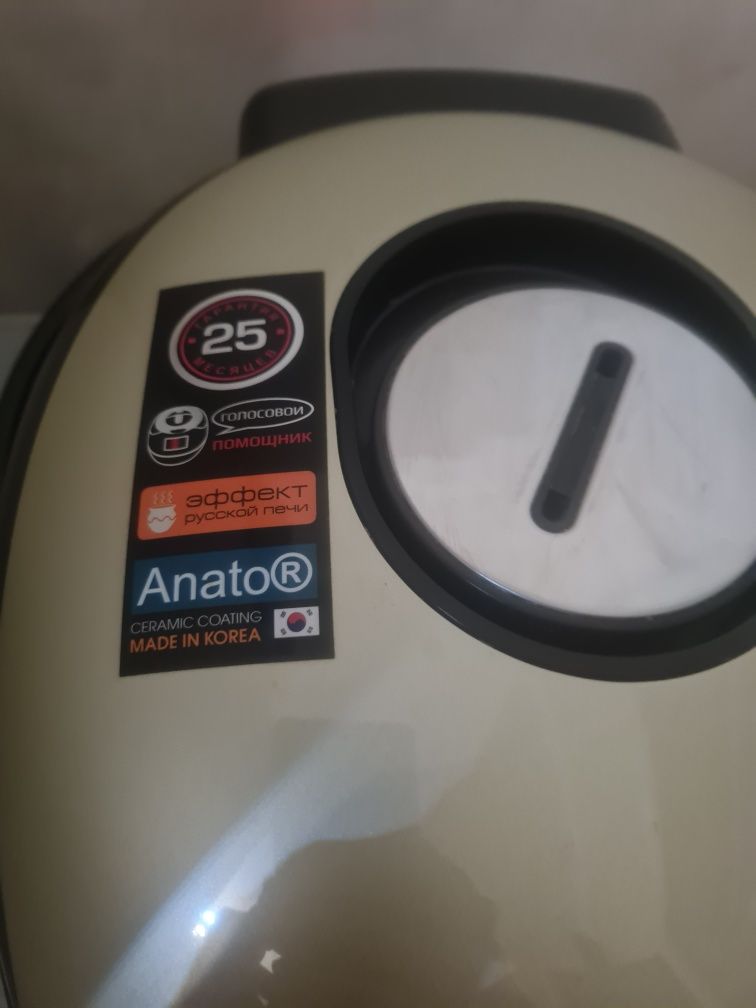 ГАРАНТИЯ
25
МЕСЯЦЕВ
ГОЛОСОВОЙ
ПОМОЩНИК
эффект
русской печи
Anato®
CERAMIC COATING
MADE IN KOREA